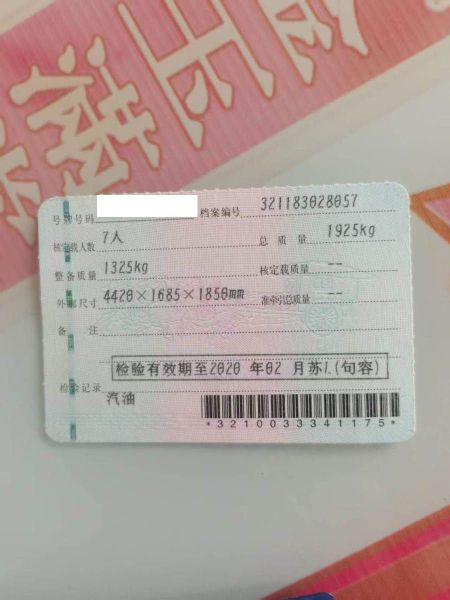 金玉满
号牌号码 档案编号 321183028057
核定载人数 7人 总质量 1925kg
整备质量 1325kg 核定载质量 --
外廓尺寸 4420×1685×1850mm 准牵引总质量 --
备注
检验有效期至2020 年02 月苏L(句容)
检验记录
汽油
*3210033341175*